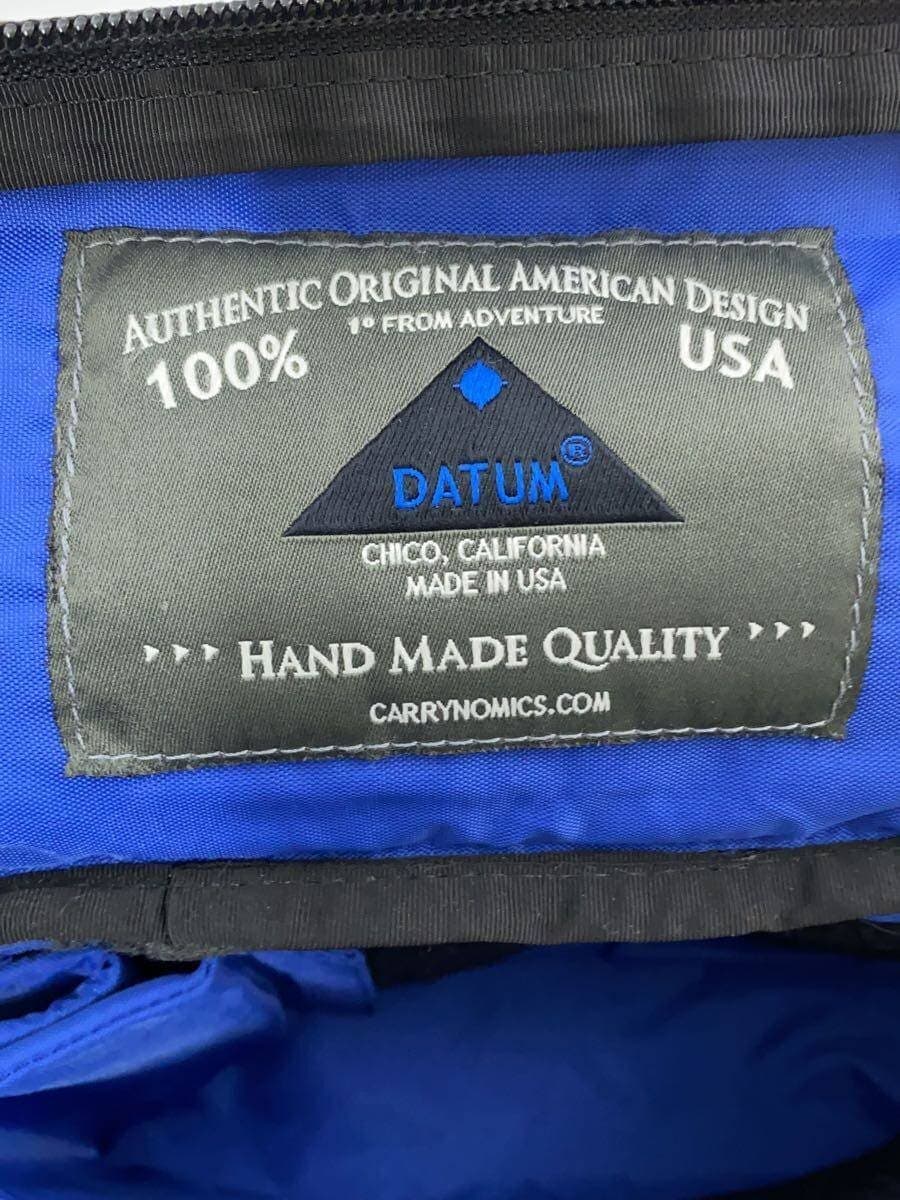 AUTHENTIC ORIGINAL AMERICAN DESIGN
1° FROM ADVENTURE
100% USA
DATUM®
CHICO, CALIFORNIA
MADE IN USA
››› HAND MADE QUALITY ›››
CARRYNOMICS.COM